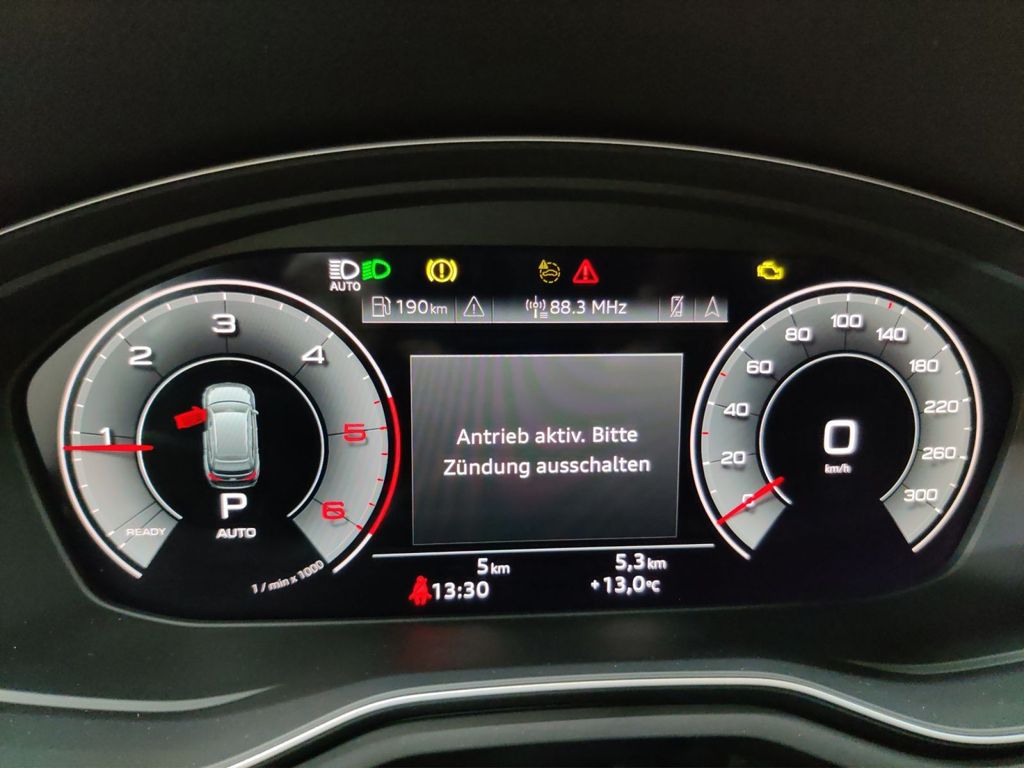 AUTO
190 km
88.3 MHz
1
2
3
4
5
6
READY
P
AUTO
1 / min x 1000
Antrieb aktiv. Bitte
Zündung ausschalten
5 km
5,3 km
13:30
+13,0 °C
0
20
40
60
80
100
140
180
220
260
300
0
km/h